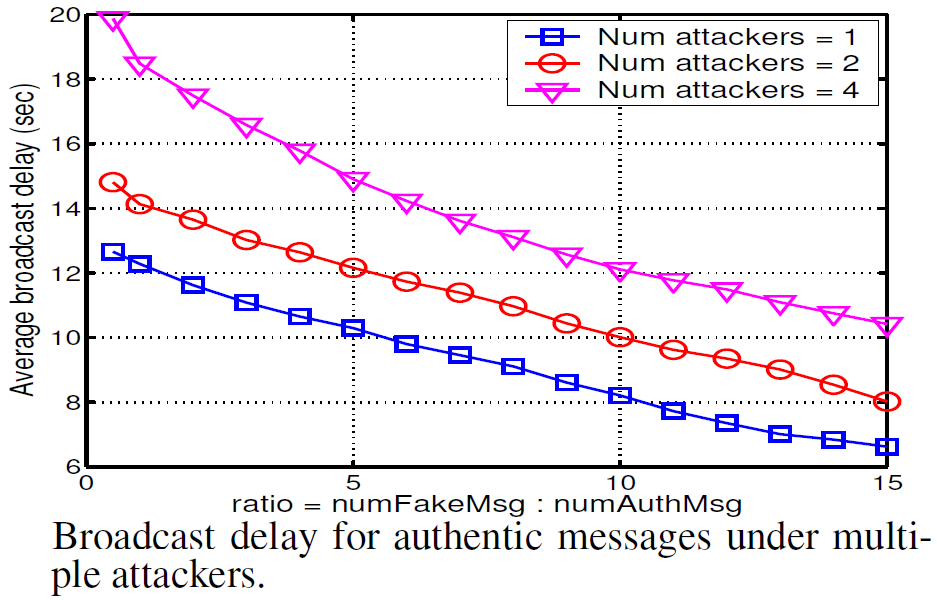 20
18
16
14
12
10
8
6
0
5
10
15
Average broadcast delay (sec)
Num attackers = 1
Num attackers = 2
Num attackers = 4
ratio = numFakeMsg : numAuthMsg
Broadcast delay for authentic messages under multi-
ple attackers.